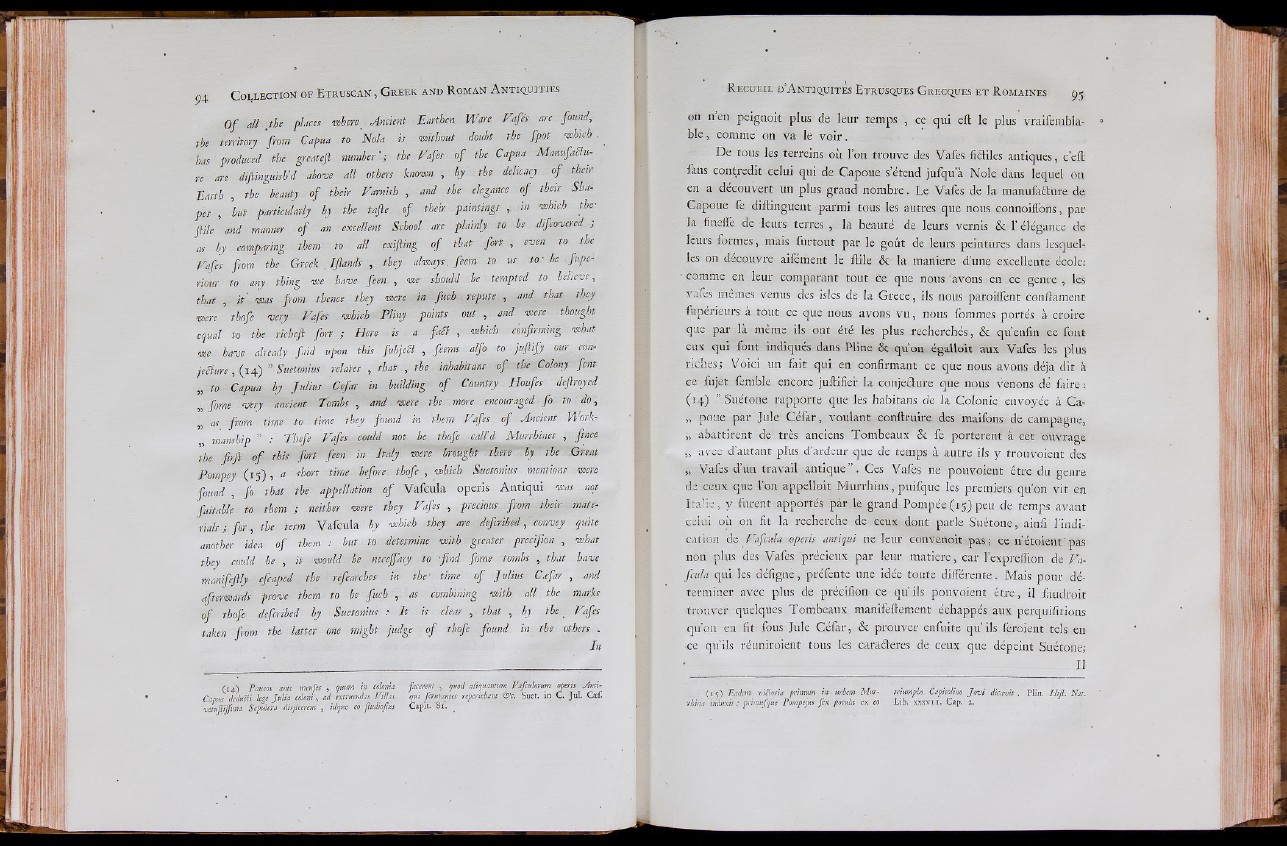 94 COLLECTION OF ETRUSCAN, GREEK AND ROMAN ANTIQUITIES
Of all the places where Ancient Earthen Ware Vaſes are found,
the territory from Capua to Nola is without doubt the ſpot which
has produced the greateſt number; the Vaſes of the Capua Manufactu-
re are diſtinguish'd above all others known, by the delicacy of their
Earth, the beauty of their Varnish, and the elegance of their Sha-
pes, but particularly by the taſte of their paintings, in which the
ſtile and manner of an excellent School are plainly to be diſcovered;
as by comparing them to all exiſting of that ſort, even to the
Vaſes from the Greek Iſlands, they always ſeem to us to be ſupe-
riour to any thing we have ſeen, we should be tempted to believe,
that, it was from thence they were in ſuch repute, and that they
were thoſe very Vaſes which Pliny points out, and were thought
equal to the richeſt ſort; Here is a fact, which confirming what
we have already ſaid upon this ſubject, ſeems alſo to juſtify our con-
jecture, (14) " Suetonius relates, that, the inhabitans of the Colony ſent
„ to Capua by Julius Ceſar in building of Country Houſes deſtroyed
„ ſome very ancient Tombs, and were the more encouraged ſo to do,
„ as from time to time they found in them Vaſes of Ancient Work-
„ manship " : Theſe Vaſes could not be thoſe call'd Murrhines, ſince
the firſt of this ſort ſeen in Italy were brought there by the Great
Pompey (15), a short time before thoſe, which Suetonius mentions were
found, ſo that the appellation of Vaſcula operis Antiqui was not
ſuitable to them; neither were they Vaſes, precious from their mate-
rials; for, the term Vaſcula by which they are deſcribed, convey quite
another idea of them : but to determine with greater preciſion, what
they could be, it would be neceſſary to find ſome tombs, that have
manifeſtly eſcaped the reſearches in the time of Julius Cæſar, and
afterwards prove them to be ſuch, as combining with all the marks
of thoſe deſcribed by Suetonius : It is clear, that, by the Vaſes
taken from the latter one might judge of thoſe found in the others.
In
(14) Paucos ante menſes, quum in colonia
Capua deducti lege Julia coloni, ad extruendas Villas
vetuſtiſſima Sepulcra disjicerent, idque eo ſtudioſius
facerent, quod aliquantum Vaſculorum operis Anti-
qui ſcrutantes reperiebant &c. Suet. in C. Jul. Cæſ.
Capit. 81.
RECUEIL D'ANTIQUITÉS ETRUSQUES GRECQUES ET ROMAINES 95
on n'en peignoit plus de leur temps, ce qui eſt le plus vraiſembla-
ble, comme on va le voir.
De tous les terreins où l'on trouve des Vaſes fictiles antiques, c'eſt
ſans contredit celui qui de Capoue s'étend juſqu'à Nole dans lequel on
en a découvert un plus grand nombre. Le Vaſes de la manufacture de
Capoue ſe diſtinguent parmi tous les autres que nous connoiſſons, par
la fineſſe de leurs terres, la beauté de leurs vernis & l'élégance de
leurs formes, mais ſurtout par le goût de leurs peintures dans leſquel-
les on découvre aiſément le ſtile & la maniere d'une excellente école:
comme en leur comparant tout ce que nous avons en ce genre, les
vaſes mêmes venus des isles de la Grece, ils nous paroiſſent conſtament
ſupérieurs à tout ce que nous avons vu, nous ſommes portés à croire
que par là même ils ont été les plus recherchés, & qu'enfin ce ſont
eux qui ſont indiqués dans Pline & qu'on égalloit aux Vaſes les plus
riches; Voici un fait qui en confirmant ce que nous avons déja dit à
ce ſujet ſemble encore juſtifier la conjecture que nous venons de faire:
(14) " Suétone rapporte que les habitans de la Colonie envoyée à Ca-
„ poue par Jule Céſar, voulant conſtruire des maiſons de campagne,
„ abattirent de très anciens Tombeaux & ſe porterent à cet ouvrage
„ avec d'autant plus d'ardeur que de temps à autre ils y trouvoient des
„ Vaſes d'un travail antique". Ces Vaſes ne pouvoient être du genre
de ceux que l'on appelloit Murrhins, puiſque les premiers qu'on vit en
Italie, y furent apportés par le grand Pompée (15) peu de temps avant
celui où on fit la recherche de ceux dont parle Suétone, ainſi l'indi-
cation de Vaſcula operis antiqui ne leur convenoit pas; ce n'étoient pas
non plus des Vaſes précieux par leur matiere, car l'expreſſion de Va-
ſcula qui les déſigne, préſente une idée toute différente. Mais pour dé-
terminer avec plus de préciſion ce qu'ils pouvoient être, il faudroit
trouver quelques Tombeaux manifeſtement échappés aux perquiſitions
qu'on en fit ſous Jule Céſar, & prouver enſuite qu'ils ſeroient tels en
ce qu'ils réuniroient tous les caracteres de ceux que dépeint Suétone;
Il
(15) Eadem victoria primum in urbem Mur-
rhina induxit : primuſque Pompejus ſex pocula ex eo
triumpho Capitolino Jovi dicavit. Plin. Hiſt. Nat.
Lib. XXXVII. Cap. 2.